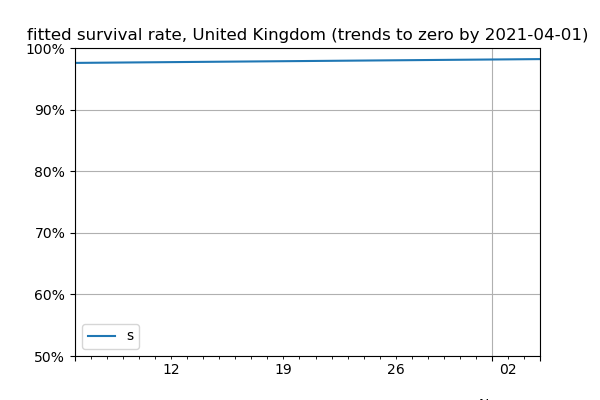 fitted survival rate, United Kingdom (trends to zero by 2021-04-01)
100%
90%
80%
70%
60%
50%
s
12 19 26 02